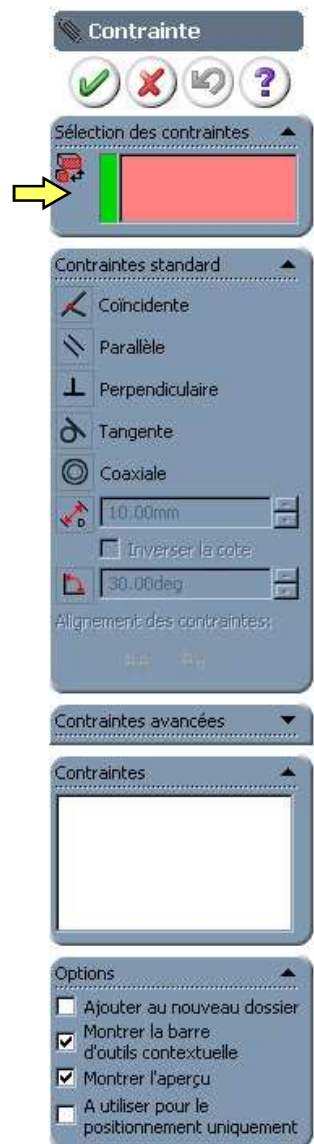 Contrainte
?
Sélection des contraintes
Contraintes standard
Coïncidente
Parallèle
Perpendiculaire
Tangente
Coaxiale
D
10.00mm
Inverser la cote
30.00deg
Alignement des contraintes:
Contraintes avancées
Contraintes
Options
Ajouter au nouveau dossier
Montrer la barre
d'outils contextuelle
Montrer l'aperçu
A utiliser pour le
positionnement uniquement